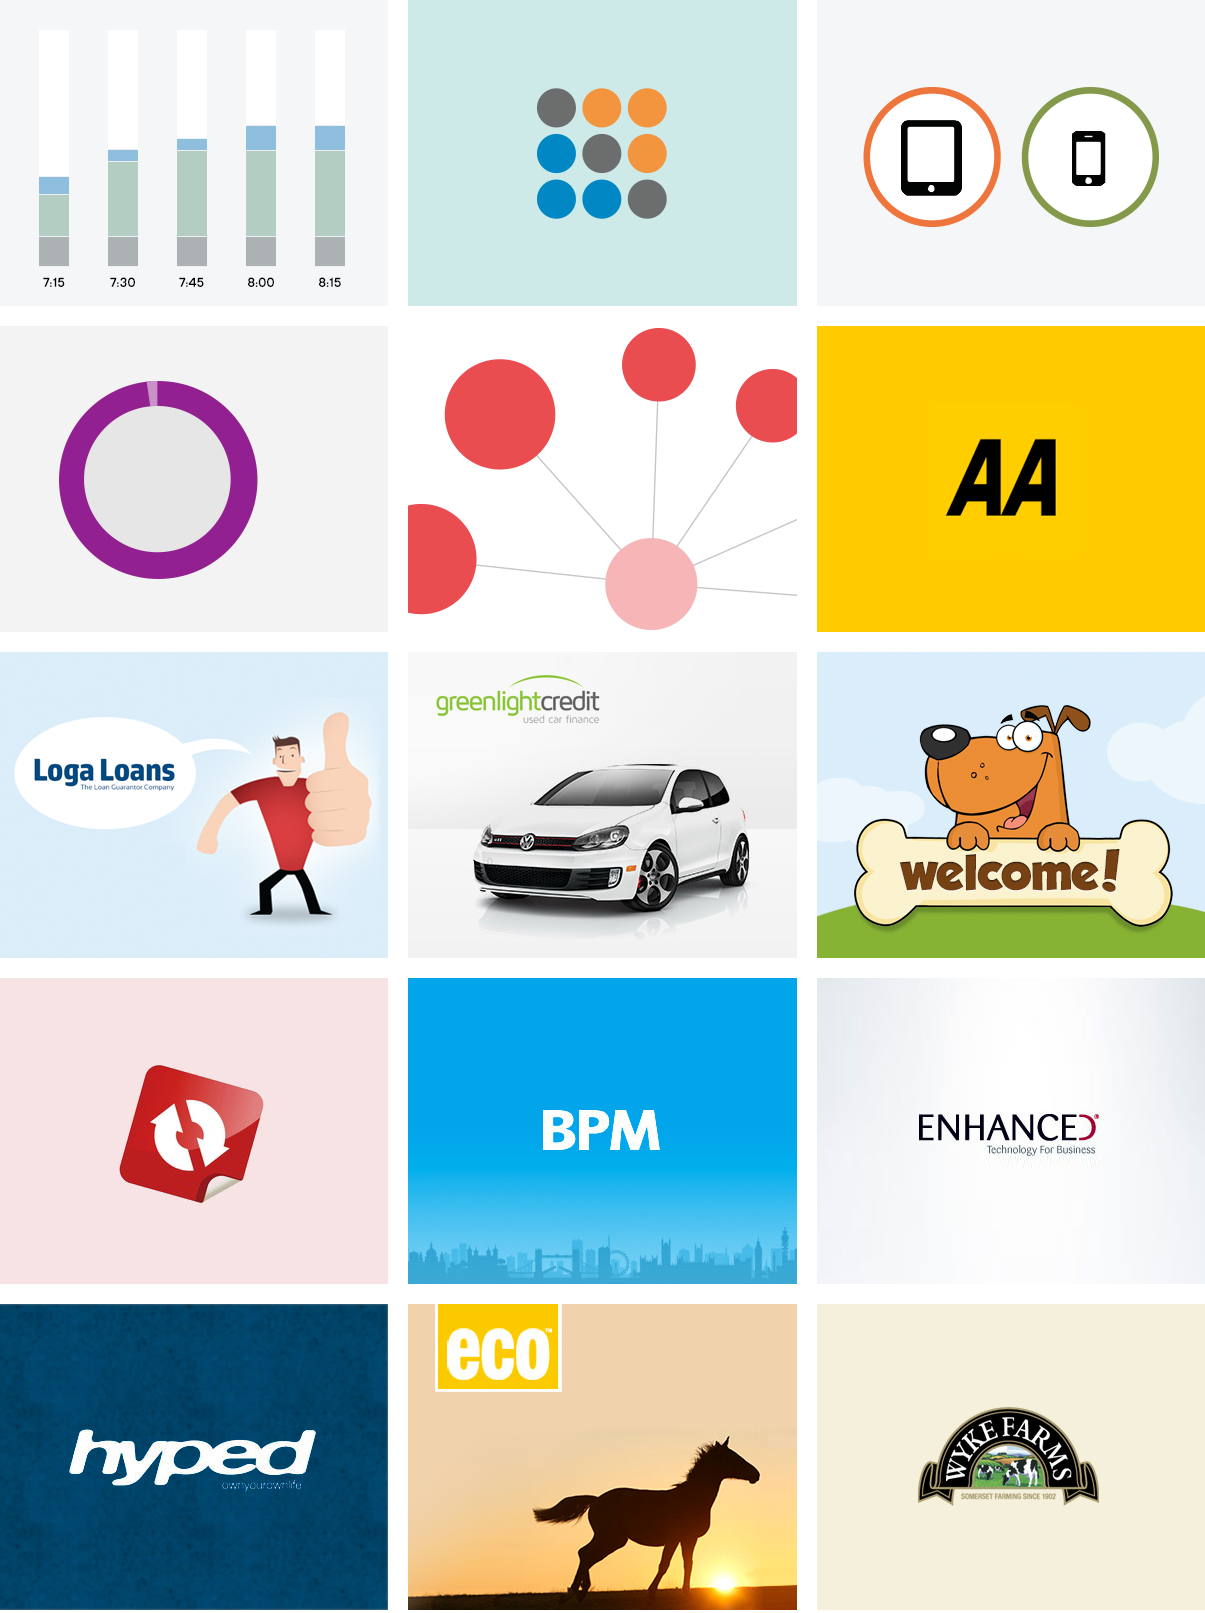 7:15 7:30 7:45 8:00 8:15
AA
Loga Loans
The Loan Guarantor Company
greenlightcredit
used car finance
welcome!
BPM
ENHANCED®
Technology For Business
hyped
ownyourownlife
eco™
WYKE FARMS
SOMERSET FARMING SINCE 1902